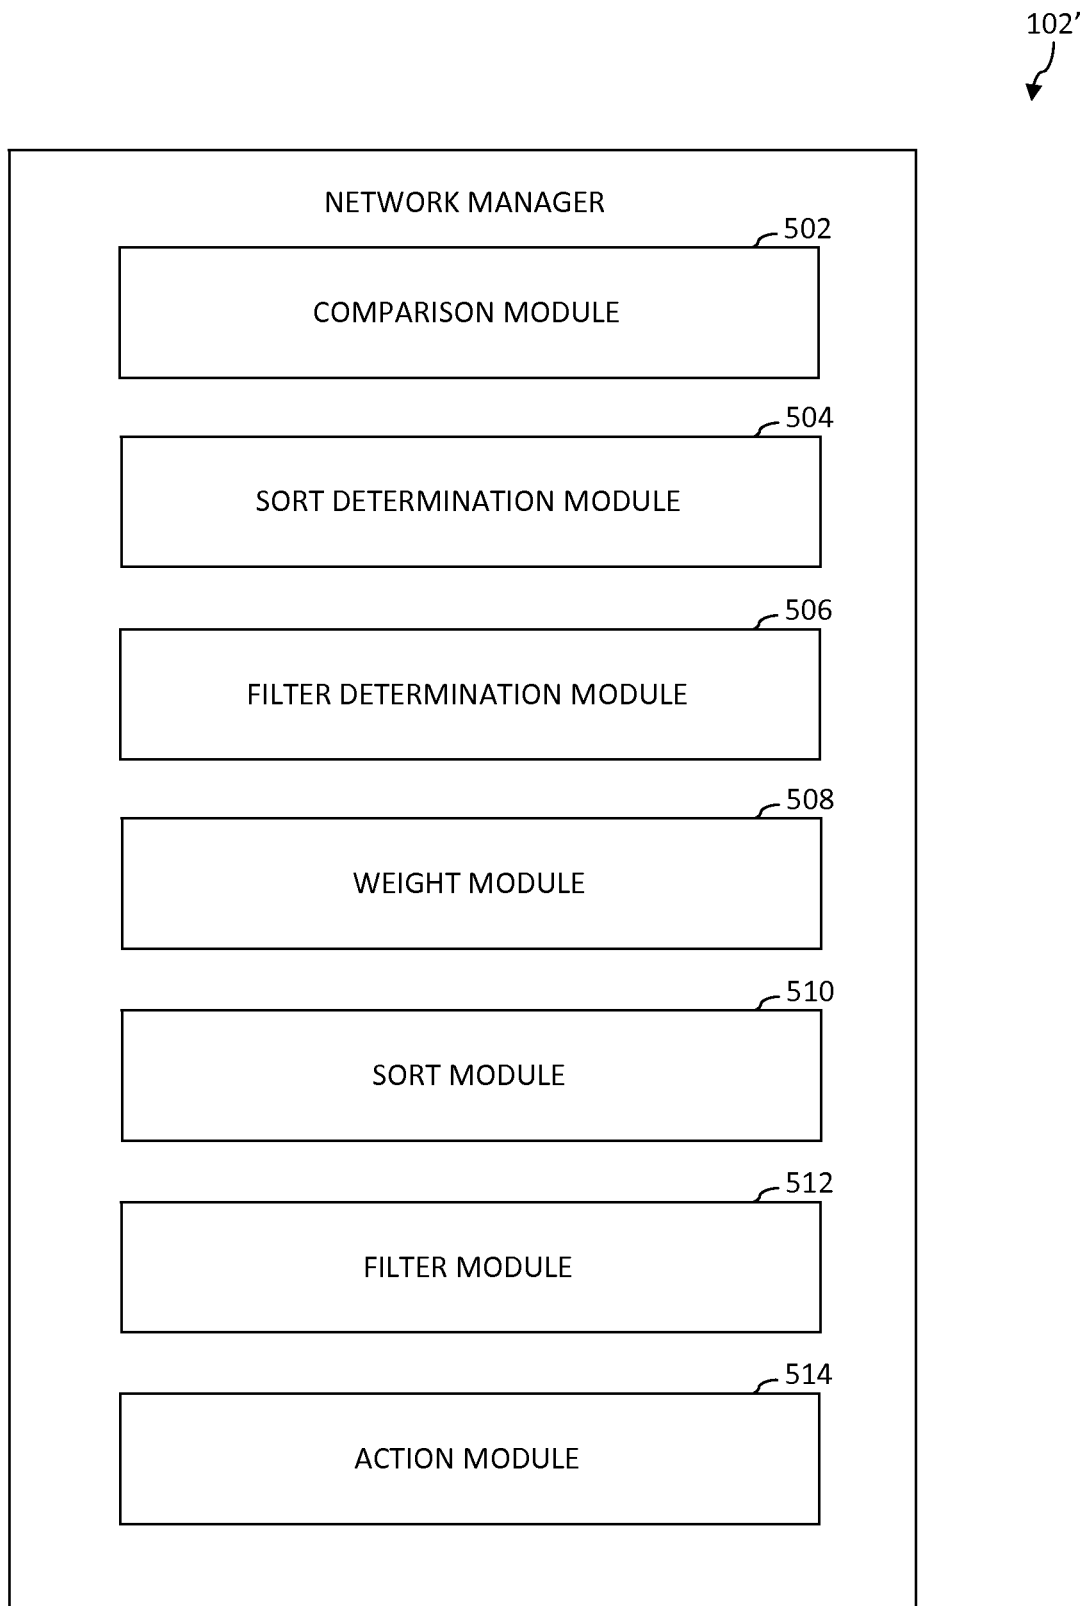 102’
NETWORK MANAGER
502
COMPARISON MODULE
504
SORT DETERMINATION MODULE
506
FILTER DETERMINATION MODULE
508
WEIGHT MODULE
510
SORT MODULE
512
FILTER MODULE
514
ACTION MODULE